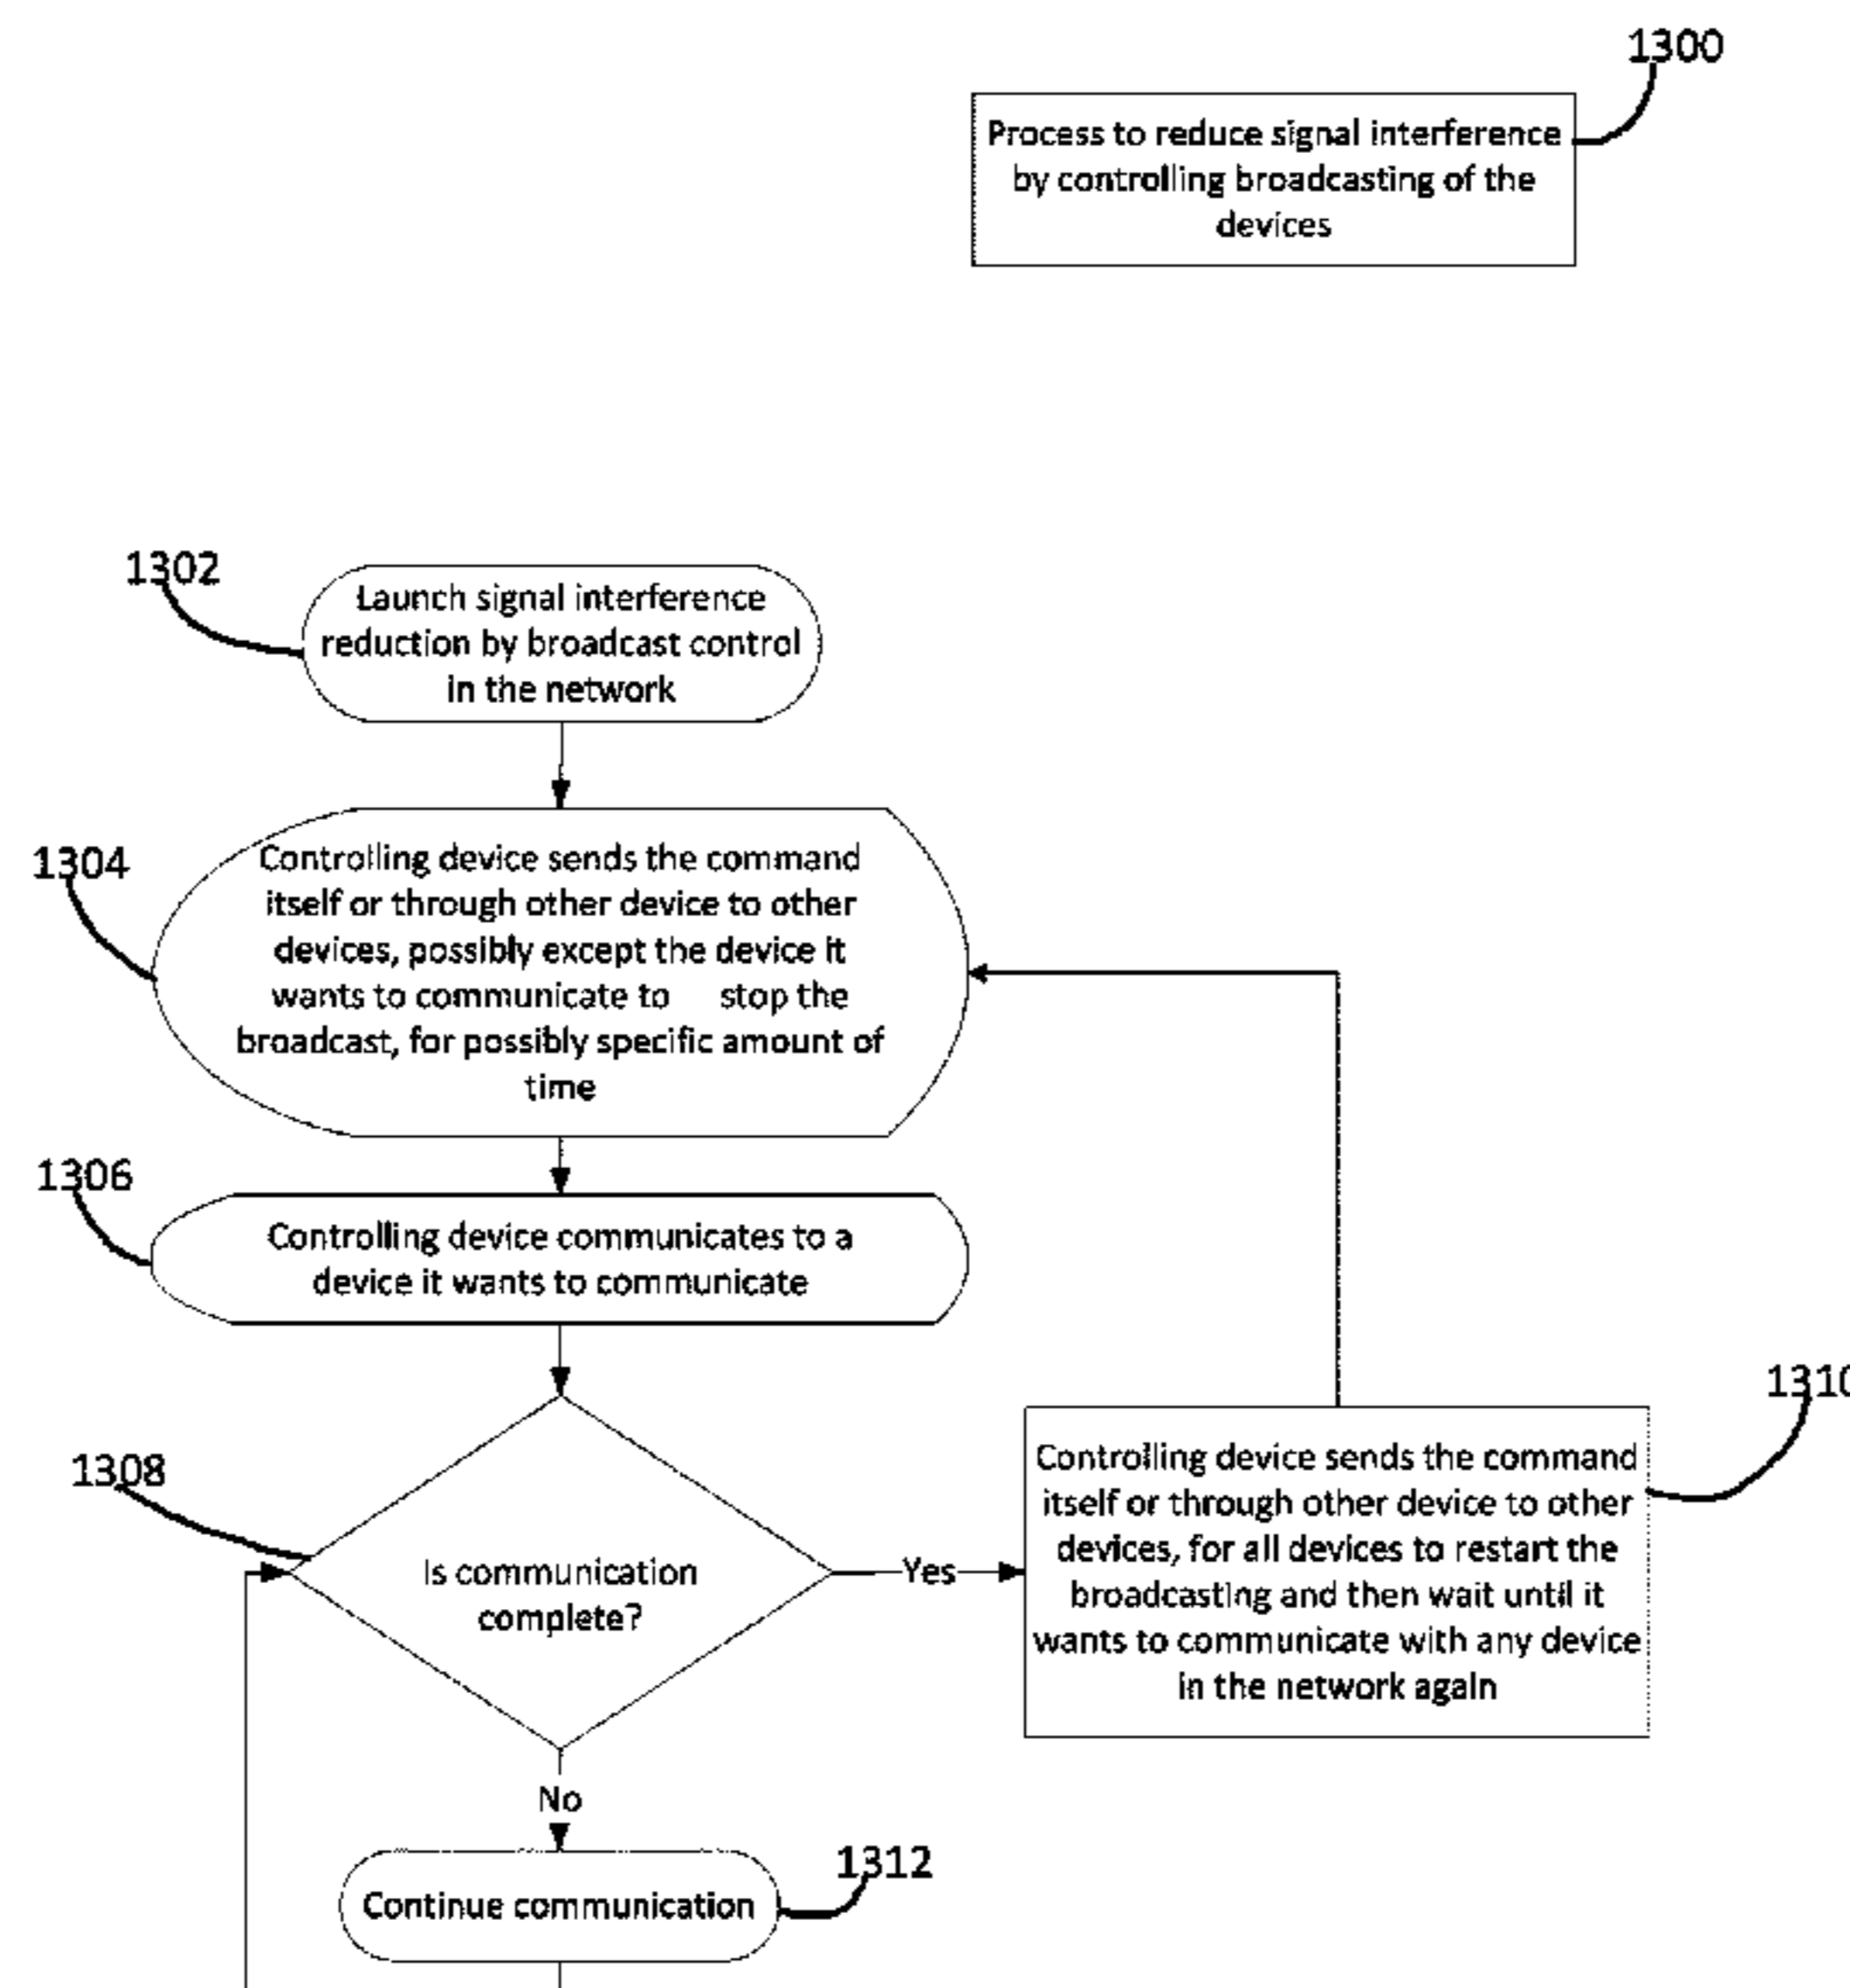 1300
Process to reduce signal interference
by controlling broadcasting of the
devices
1302
Launch signal interference
reduction by broadcast control
in the network
1304
Controlling device sends the command
itself or through other device to other
devices, possibly except the device it
wants to communicate to stop the
broadcast, for possibly specific amount of
time
1306
Controlling device communicates to a
device it wants to communicate
1308
Is communication
complete?
Yes
1310
Controlling device sends the command
itself or through other device to other
devices, for all devices to restart the
broadcasting and then wait until it
wants to communicate with any device
in the network again
No
1312
Continue communication